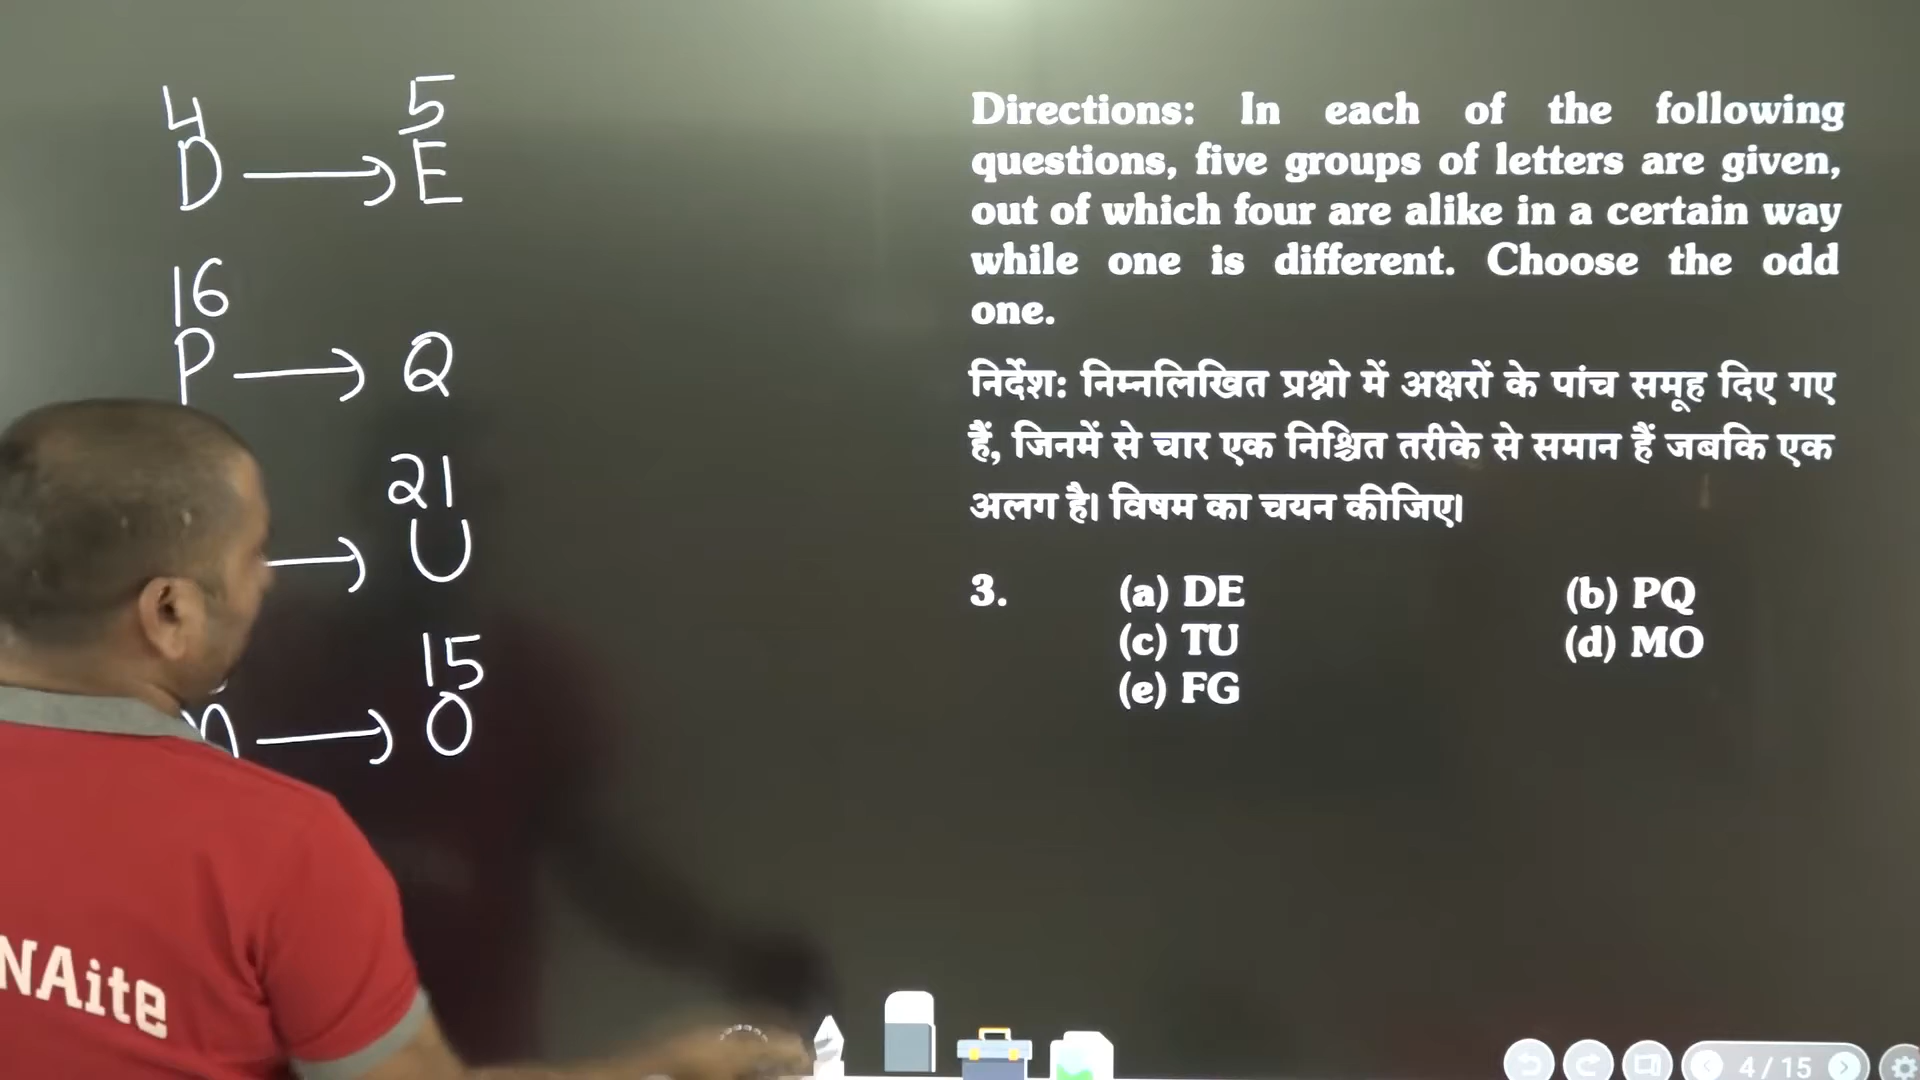 4 5
D → E
16
P → Q
21
→ U
15
→ O
Directions: In each of the following
questions, five groups of letters are given,
out of which four are alike in a certain way
while one is different. Choose the odd
one.
निर्देश: निम्नलिखित प्रश्नो में अक्षरों के पांच समूह दिए गए
हैं, जिनमें से चार एक निश्चित तरीके से समान हैं जबकि एक
अलग है। विषम का चयन कीजिए।
3. (a) DE (b) PQ
(c) TU (d) MO
(e) FG
NAite
4 / 15